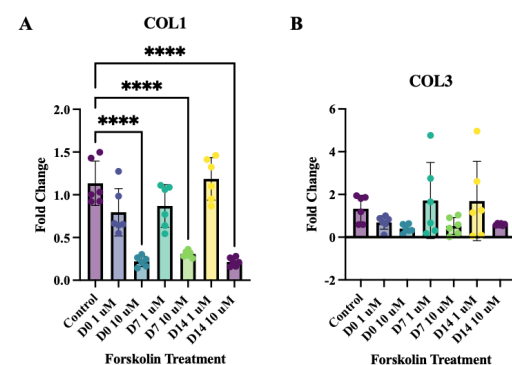 A
COL1
****
****
****
Fold Change
2.0
1.5
1.0
0.5
0.0
Control
D0 1 uM
D0 10 uM
D7 1 uM
D7 10 uM
D14 1 uM
D14 10 uM
Forskolin Treatment
B
COL3
Fold Change
6
4
2
0
-2
Control
D0 1 uM
D0 10 uM
D7 1 uM
D7 10 uM
D14 1 uM
D14 10 uM
Forskolin Treatment